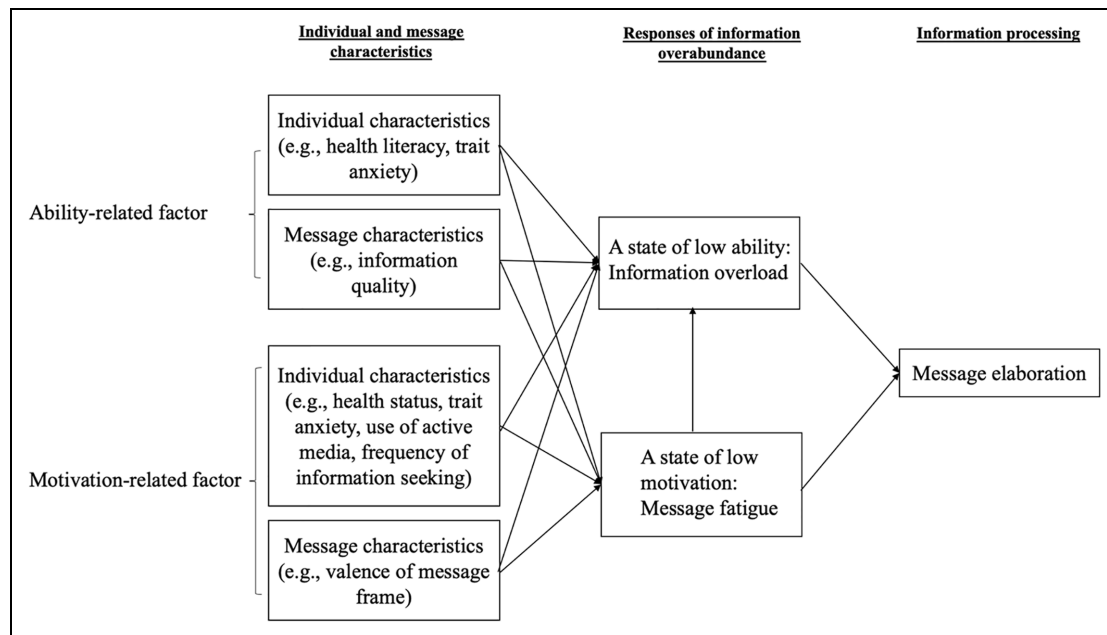 Individual and message
characteristics
Responses of information
overabundance
Information processing
Ability-related factor
Individual characteristics
(e.g., health literacy, trait
anxiety)
Message characteristics
(e.g., information
quality)
Motivation-related factor
Individual characteristics
(e.g., health status, trait
anxiety, use of active
media, frequency of
information seeking)
Message characteristics
(e.g., valence of message
frame)
A state of low ability:
Information overload
A state of low
motivation:
Message fatigue
Message elaboration